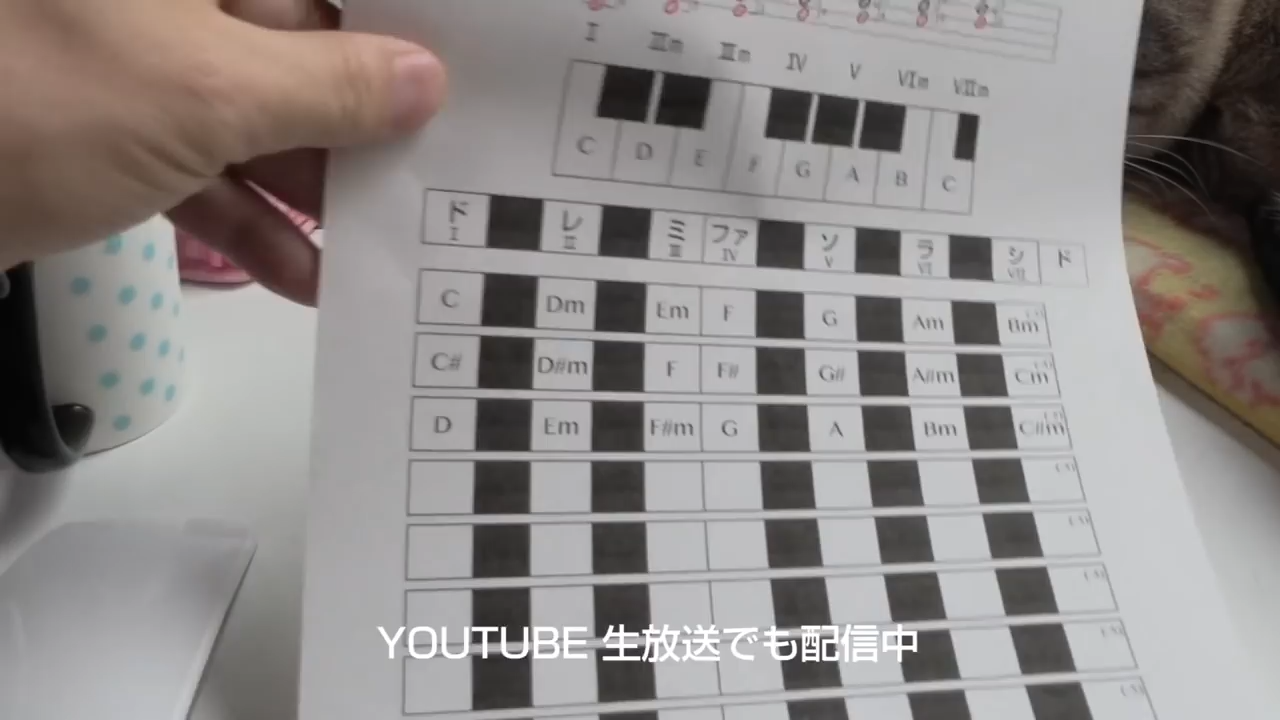 I IIm IIIm IV V VIm VIIm
C D E F G A B C
ド レ ミ ファ ソ ラ シ ド
I II III IV V VI VII
C Dm Em F G Am Bm
C# D#m F F# G# A#m Cm
D Em F#m G A Bm C#m
YOUTUBE 生放送でも配信中